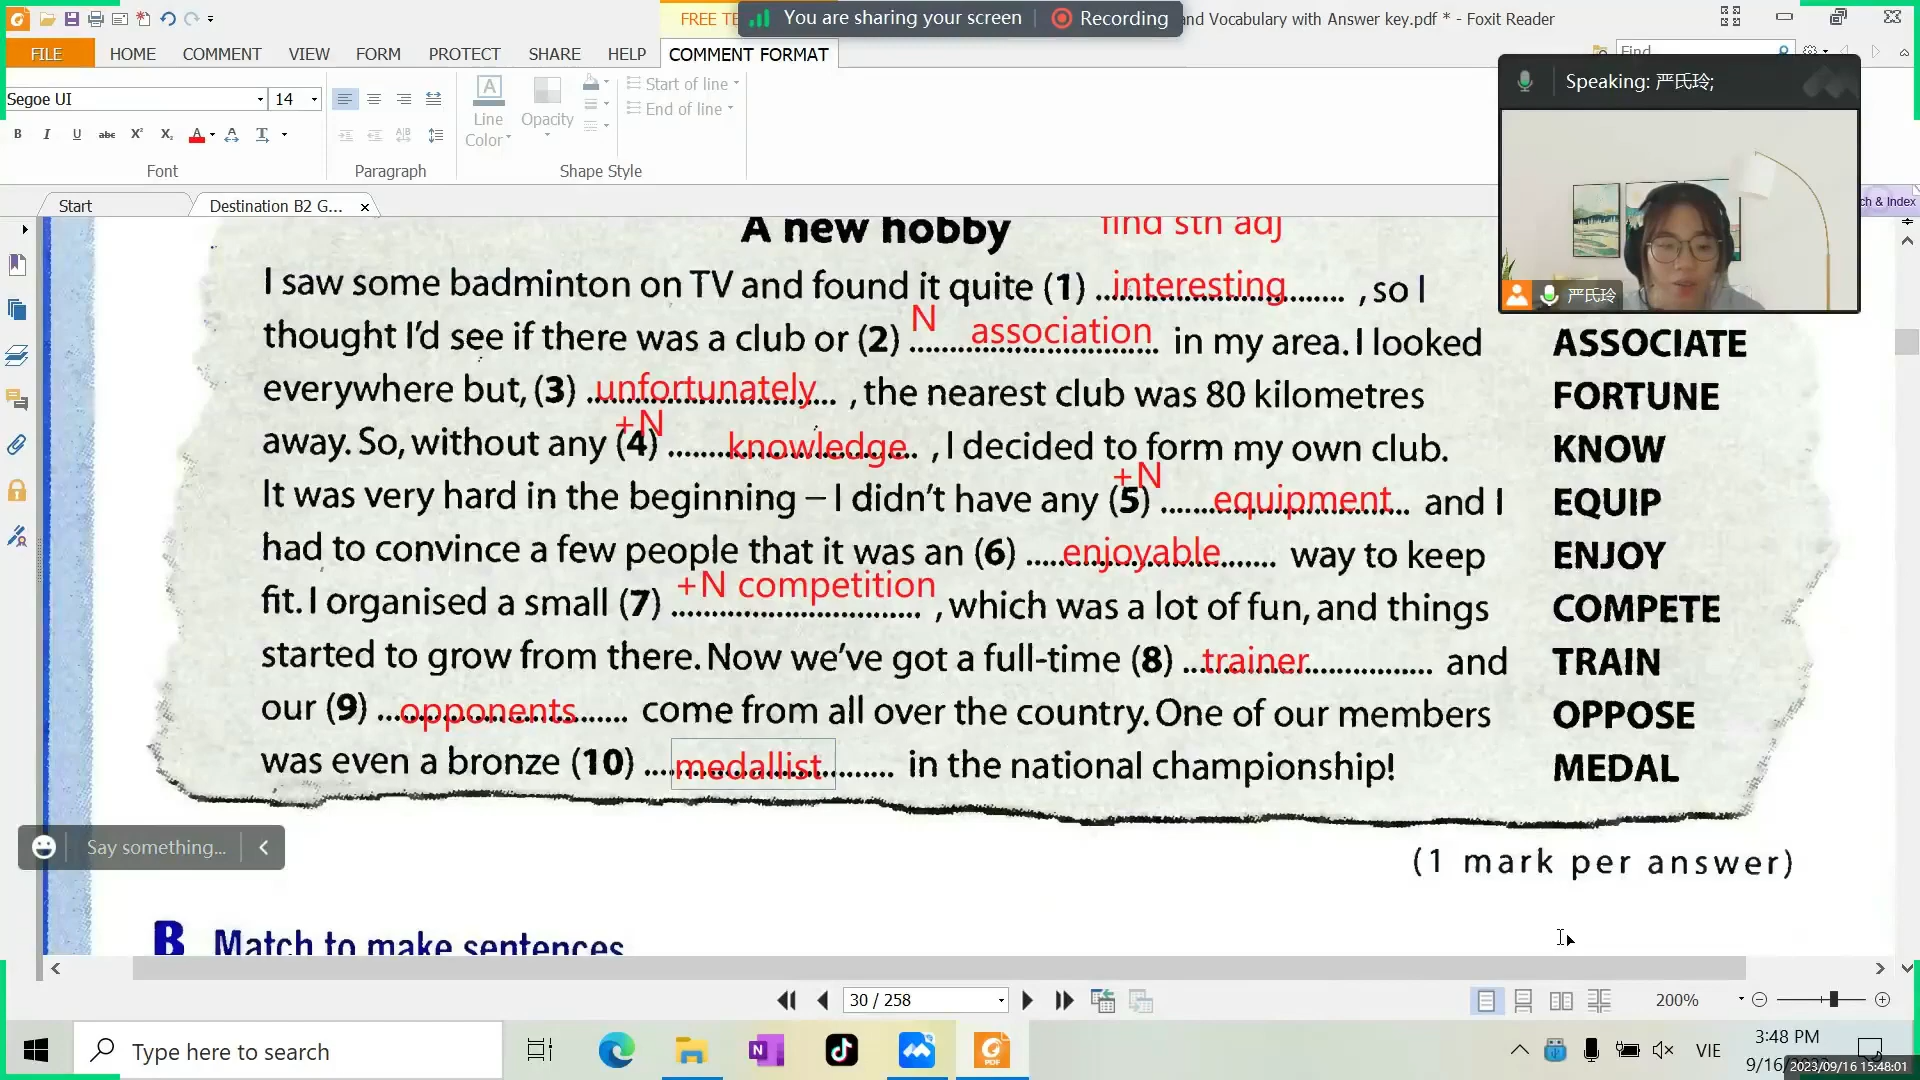 FREE TE
You are sharing your screen
Recording
nd Vocabulary with Answer key.pdf * - Foxit Reader
FILE HOME COMMENT VIEW FORM PROTECT SHARE HELP COMMENT FORMAT
Find
Speaking: 严氏玲;
Segoe UI 14
Start of line
End of line
Line
Color
Opacity
Font Paragraph Shape Style
Start Destination B2 G...
ch & Index
严氏玲
A new hobby find sth adj
I saw some badminton on TV and found it quite (1) interesting , so I
thought I'd see if there was a club or (2) N association in my area. I looked ASSOCIATE
everywhere but, (3) unfortunately , the nearest club was 80 kilometres FORTUNE
away. So, without any (4) +N knowledge , I decided to form my own club. KNOW
It was very hard in the beginning – I didn't have any (5) +N equipment and I EQUIP
had to convince a few people that it was an (6) enjoyable way to keep ENJOY
fit. I organised a small (7) +N competition , which was a lot of fun, and things COMPETE
started to grow from there. Now we've got a full-time (8) trainer and TRAIN
our (9) opponents come from all over the country. One of our members OPPOSE
was even a bronze (10) medallist in the national championship! MEDAL
Say something...
(1 mark per answer)
B Match to make sentences
30 / 258
200%
Type here to search
VIE
3:48 PM
9/16/20
2023/09/16 15:48:01